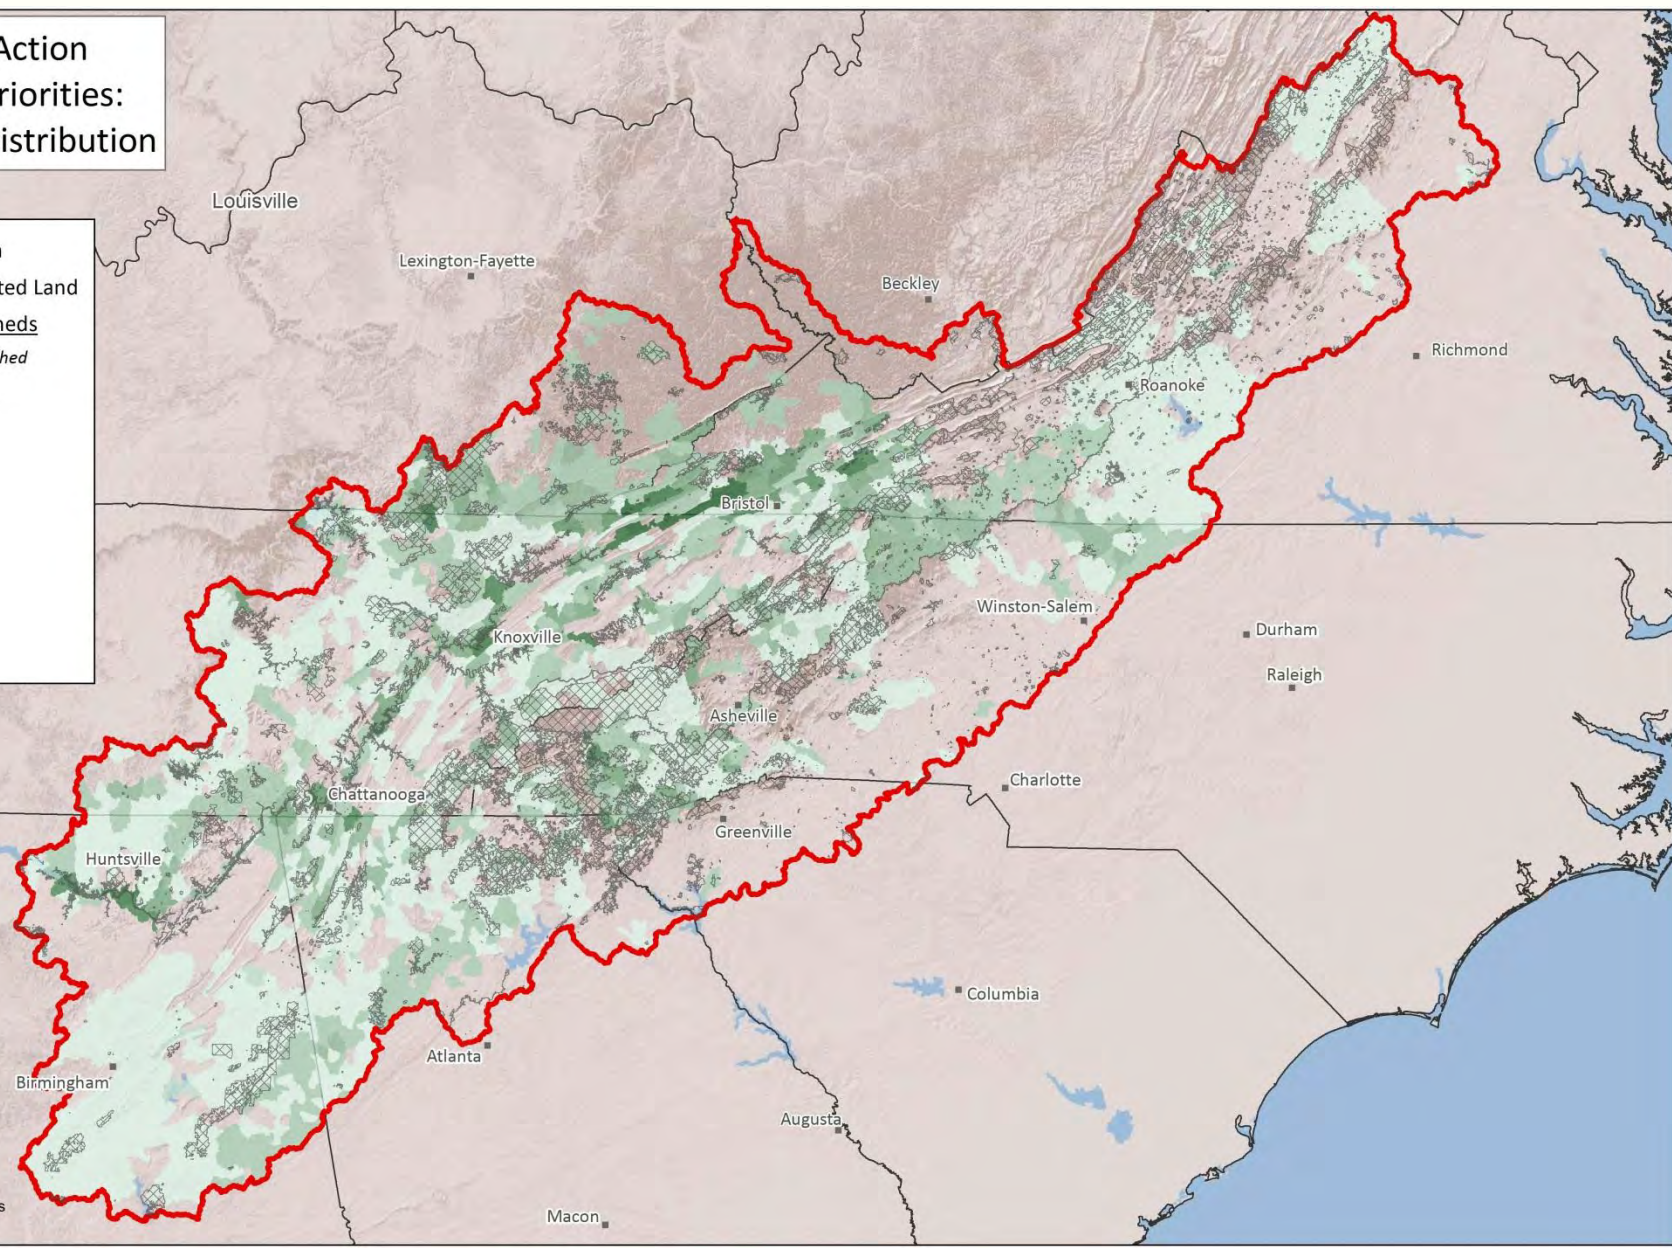 Action
riorities:
istribution
ted Land
heds
hed
Louisville
Lexington-Fayette
Beckley
Richmond
Roanoke
Bristol
Winston-Salem
Durham
Knoxville
Raleigh
Asheville
Charlotte
Chattanooga
Greenville
Huntsville
Columbia
Atlanta
Birmingham
Augusta
s
Macon